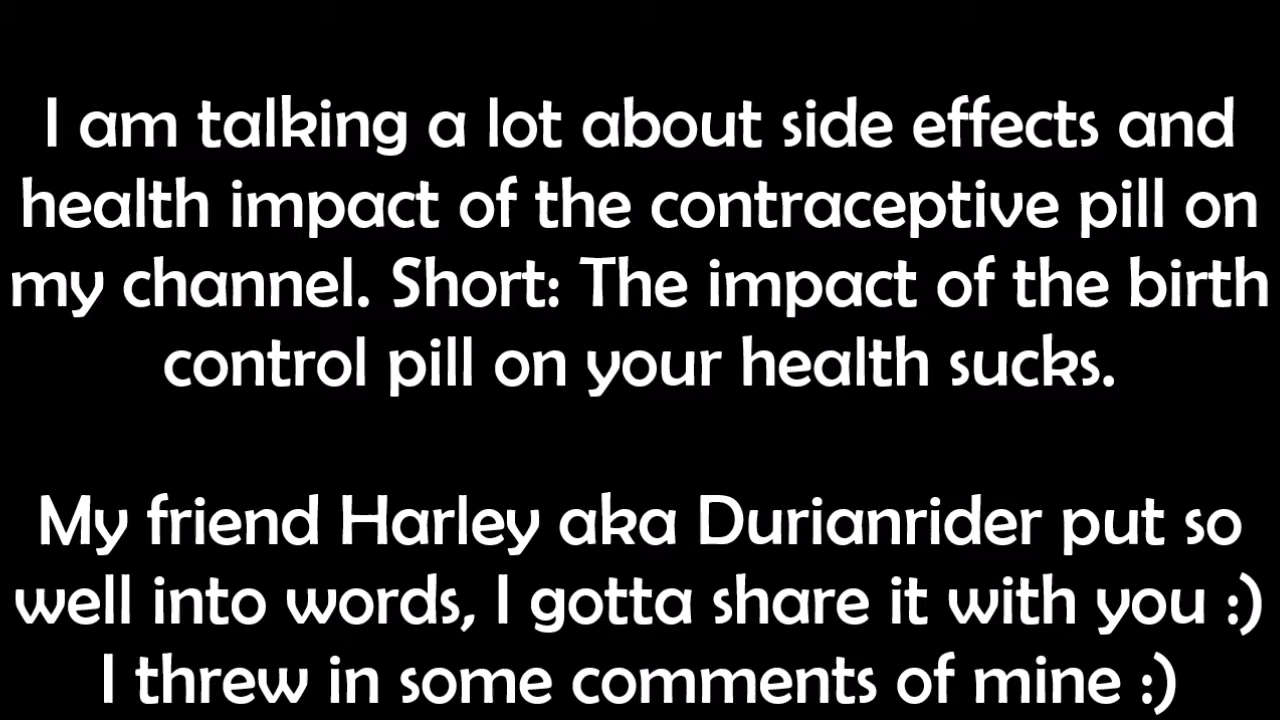 I am talking a lot about side effects and
health impact of the contraceptive pill on
my channel. Short: The impact of the birth
control pill on your health sucks.
My friend Harley aka Durianrider put so
well into words, I gotta share it with you :)
I threw in some comments of mine :)